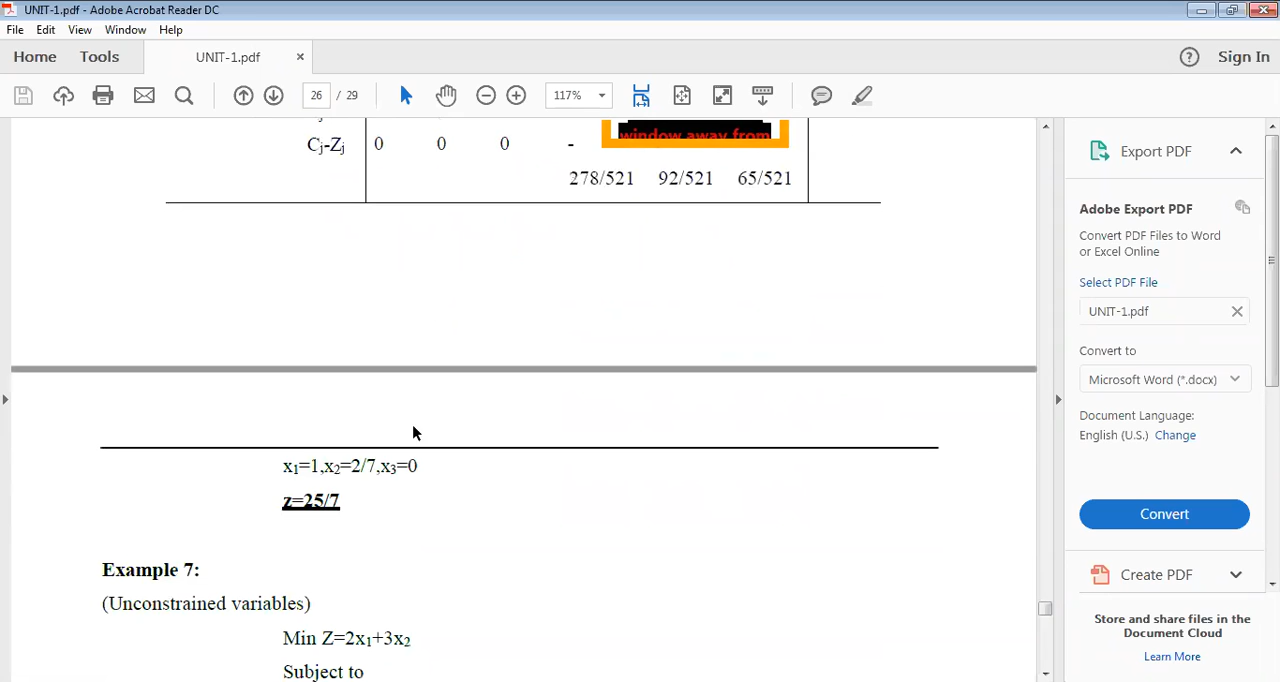 UNIT-1.pdf - Adobe Acrobat Reader DC
File Edit View Window Help
Home Tools UNIT-1.pdf × Sign In
26 / 29 117%
window away from
Cj-Zj 0 0 0 -
278/521 92/521 65/521
x1=1,x2=2/7,x3=0
z=25/7
Example 7:
(Unconstrained variables)
Min Z=2x1+3x2
Subject to
Export PDF
Adobe Export PDF
Convert PDF Files to Word
or Excel Online
Select PDF File
UNIT-1.pdf
Convert to
Microsoft Word (*.docx)
Document Language:
English (U.S.) Change
Convert
Create PDF
Store and share files in the
Document Cloud
Learn More